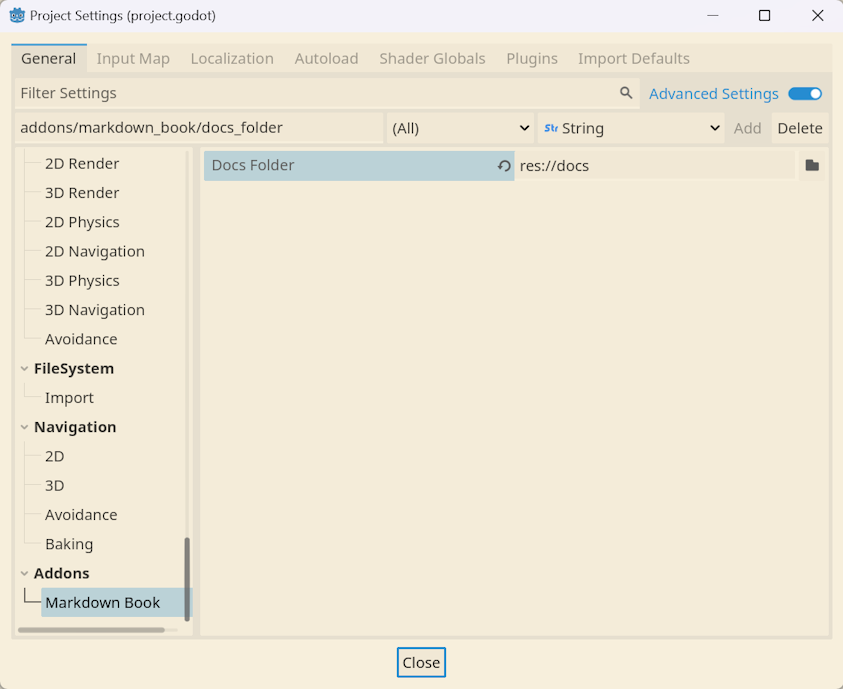 Project Settings (project.godot)
General Input Map Localization Autoload Shader Globals Plugins Import Defaults
Filter Settings Advanced Settings
addons/markdown_book/docs_folder (All) Str String Add Delete
2D Render
Docs Folder res://docs
3D Render
2D Physics
2D Navigation
3D Physics
3D Navigation
Avoidance
FileSystem
Import
Navigation
2D
3D
Avoidance
Baking
Addons
Markdown Book
Close